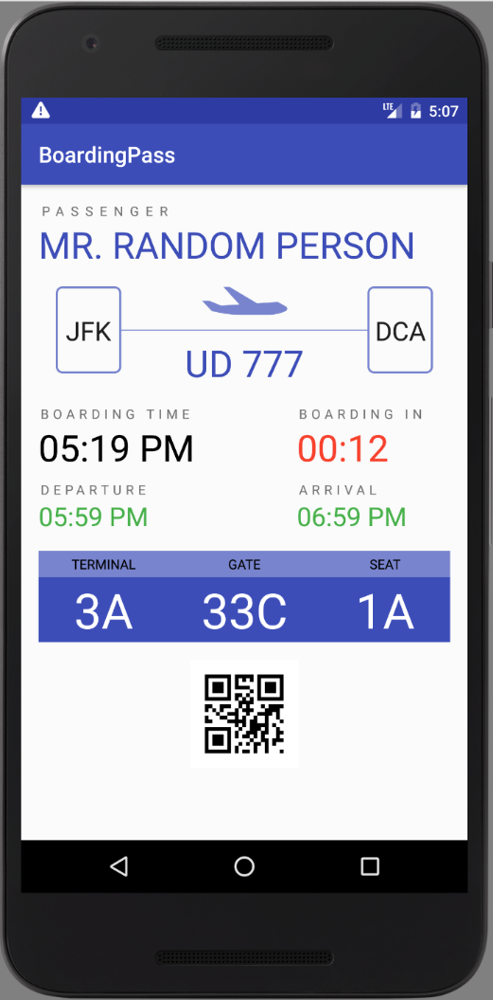 LTE 5:07
BoardingPass
PASSENGER
MR. RANDOM PERSON
JFK DCA
UD 777
BOARDING TIME BOARDING IN
05:19 PM 00:12
DEPARTURE ARRIVAL
05:59 PM 06:59 PM
TERMINAL GATE SEAT
3A 33C 1A